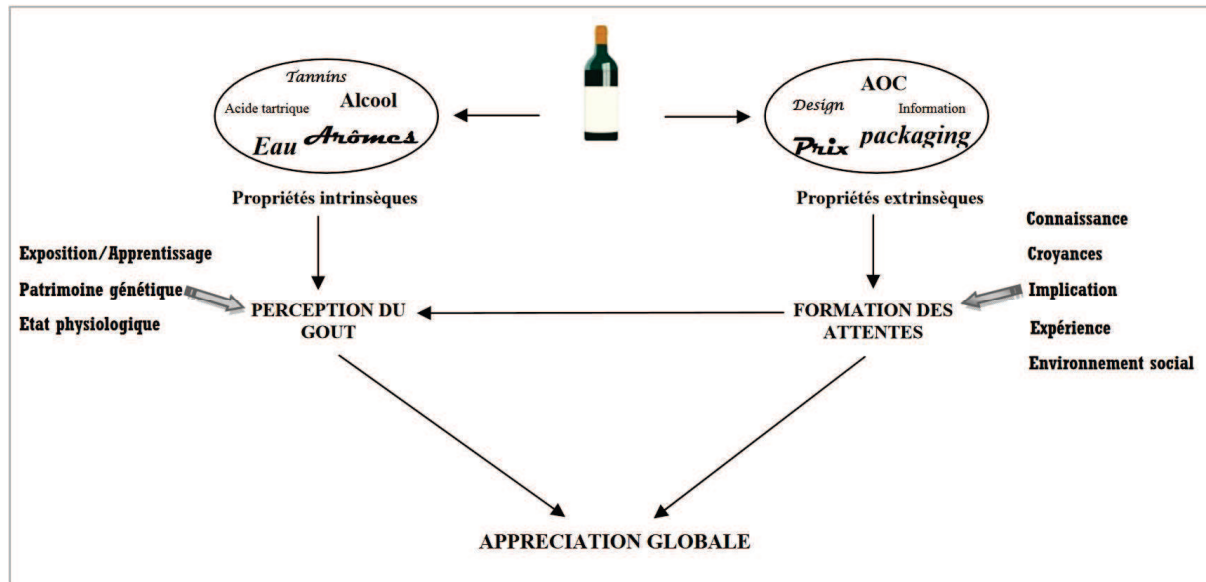 Tannins
Acide tartrique
Alcool
Eau
Arômes
AOC
Design
Information
Prix
packaging
Propriétés intrinsèques
Propriétés extrinsèques
Exposition/Apprentissage
Patrimoine génétique
Etat physiologique
PERCEPTION DU
GOUT
FORMATION DES
ATTENTES
Connaissance
Croyances
Implication
Expérience
Environnement social
APPRECIATION GLOBALE